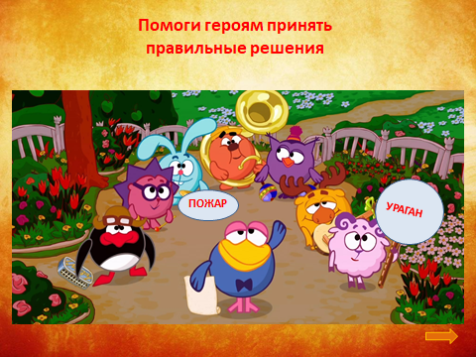 Помоги героям принять
правильные решения
ПОЖАР
УРАГАН